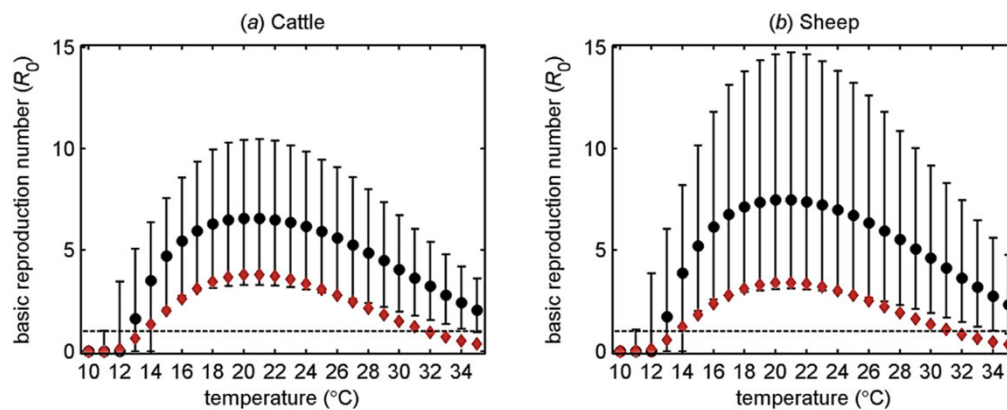 (a) Cattle
(b) Sheep
basic reproduction number (R0)
15
10
5
0
10 12 14 16 18 20 22 24 26 28 30 32 34
temperature (°C)
basic reproduction number (R0)
15
10
5
0
10 12 14 16 18 20 22 24 26 28 30 32 34
temperature (°C)